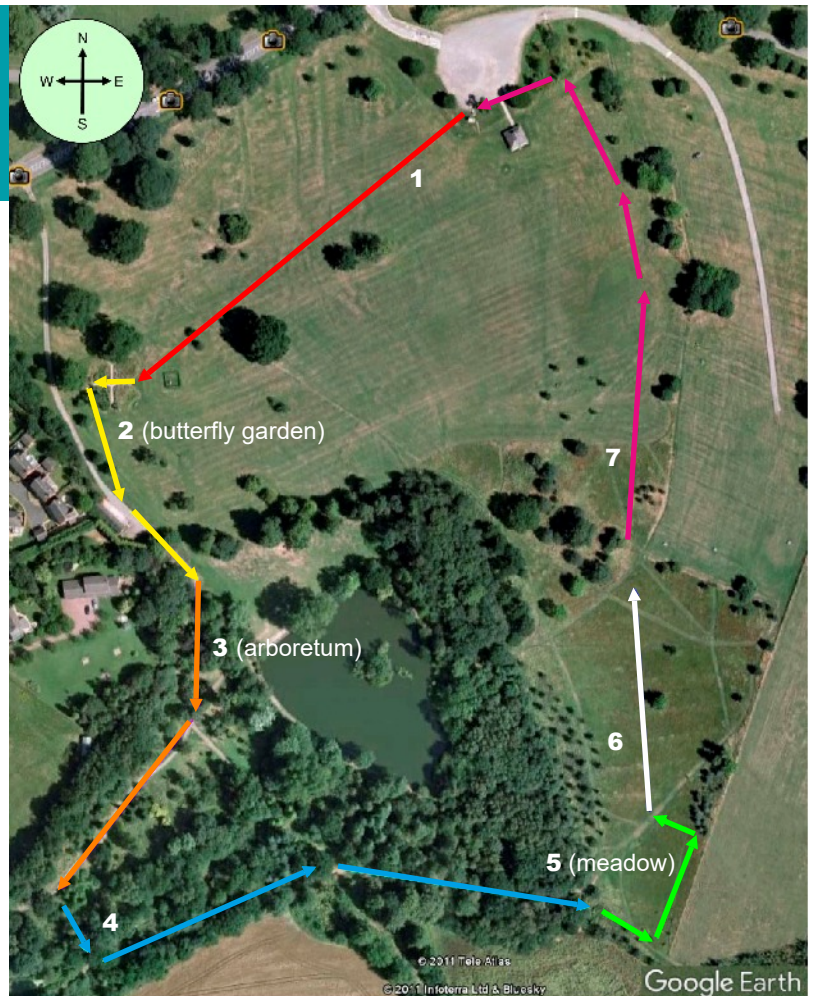 N
W E
S
1
2 (butterfly garden)
3 (arboretum)
7
6
5 (meadow)
4
© 2011 Tele Atlas
© 2011 Infoterra Ltd & Bluesky
Google Earth